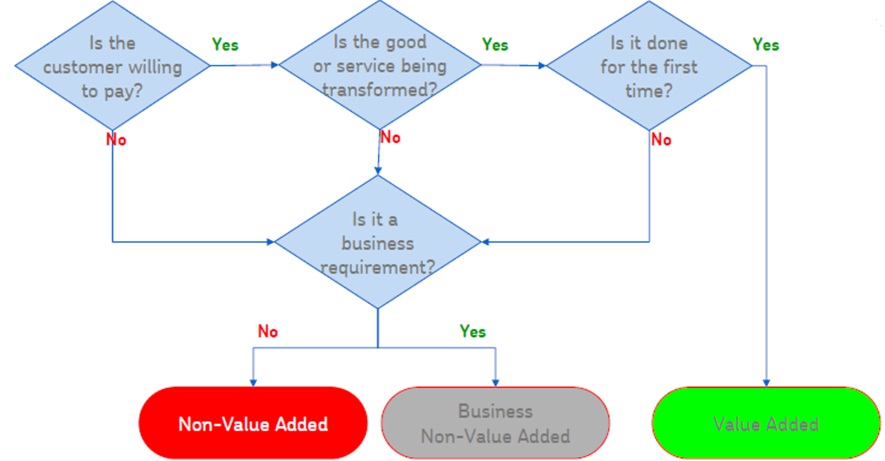 Is the
customer willing
to pay?
Yes
Is the good
or service being
transformed?
Yes
Is it done
for the first
time?
Yes
No
No
No
Is it a
business
requirement?
No
Yes
Non-Value Added
Business
Non-Value Added
Value Added